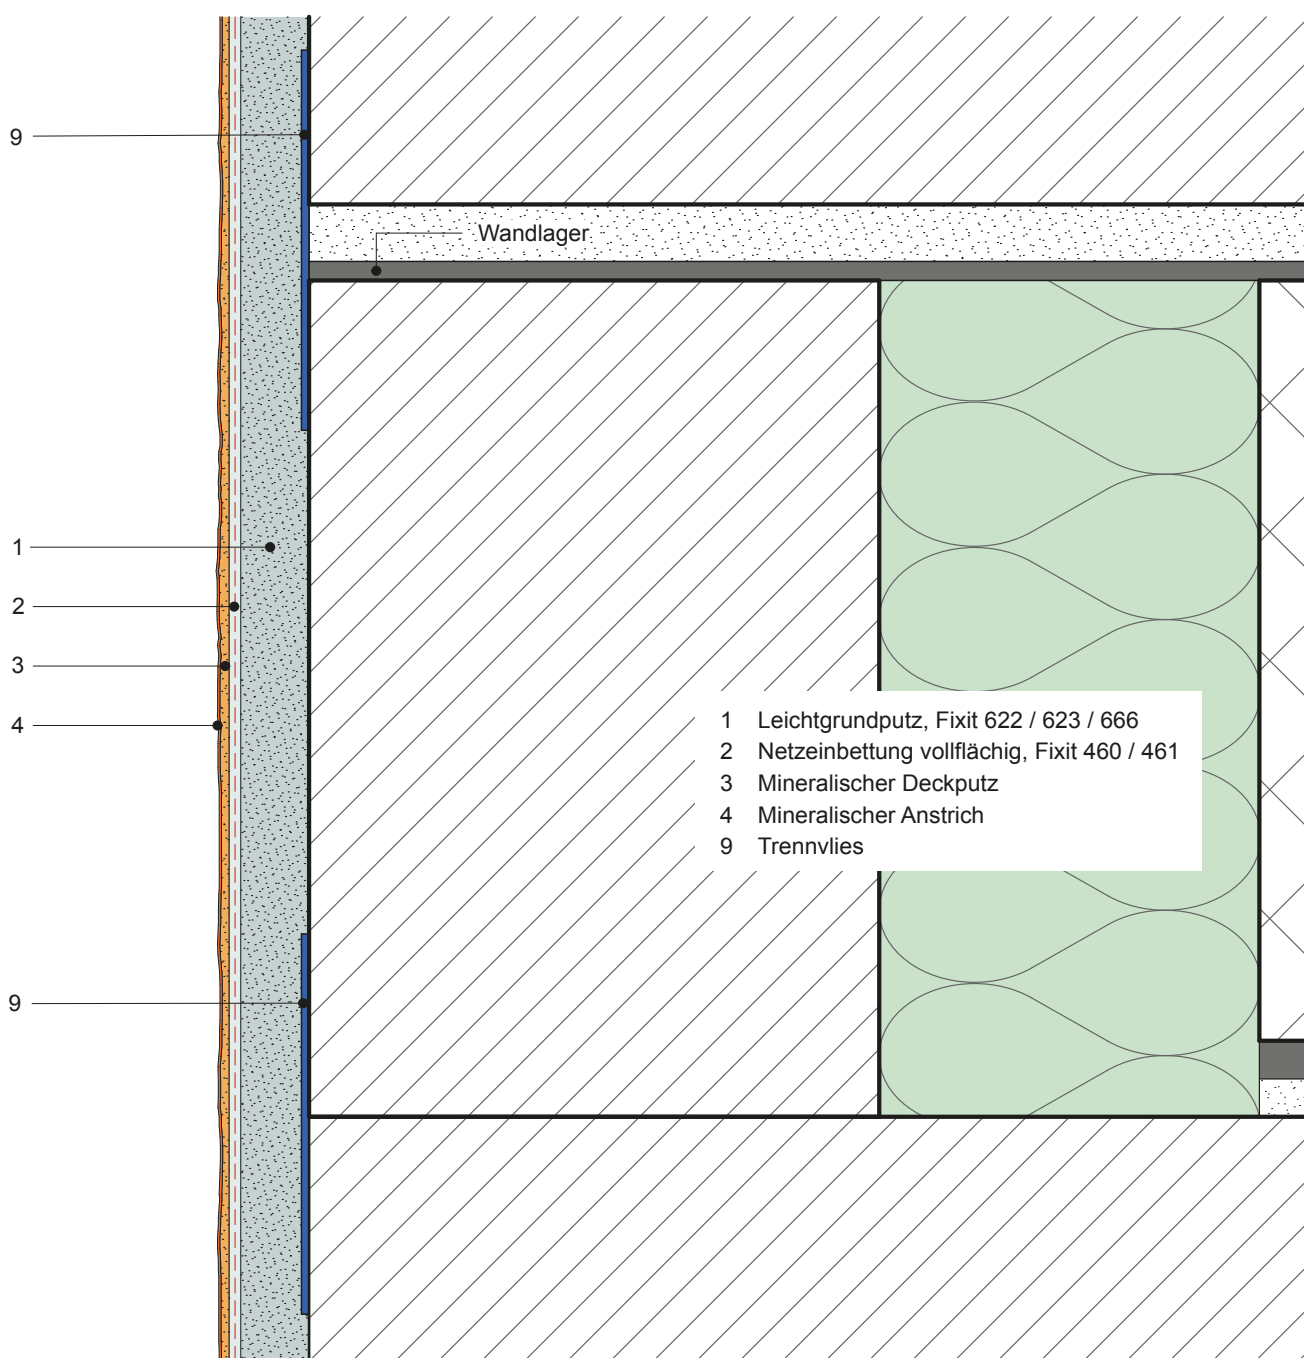 9
Wandlager
1
2
3
4
1 Leichtgrundputz, Fixit 622 / 623 / 666
2 Netzeinbettung vollflächig, Fixit 460 / 461
3 Mineralischer Deckputz
4 Mineralischer Anstrich
9 Trennvlies
9